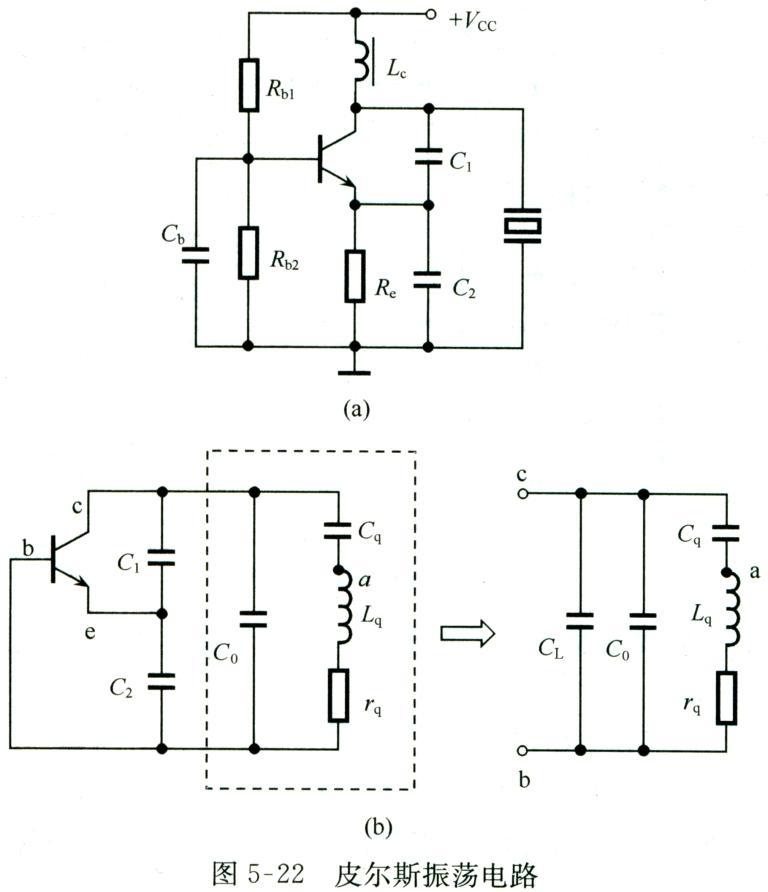 +V_CC
L_c
R_b1
C_1
C_b
R_b2
R_e
C_2
(a)
c
c
C_q
C_q
b
C_1
a
a
L_q
L_q
e
C_0
C_L
C_0
C_2
r_q
r_q
b
(b)
图 5-22 皮尔斯振荡电路